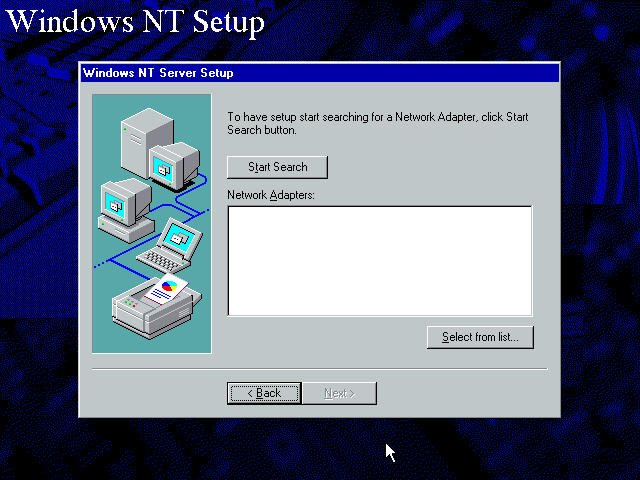 Windows NT Setup
Windows NT Server Setup
To have setup start searching for a Network Adapter, click Start
Search button.
Start Search
Network Adapters:
Select from list...
< Back
Next >